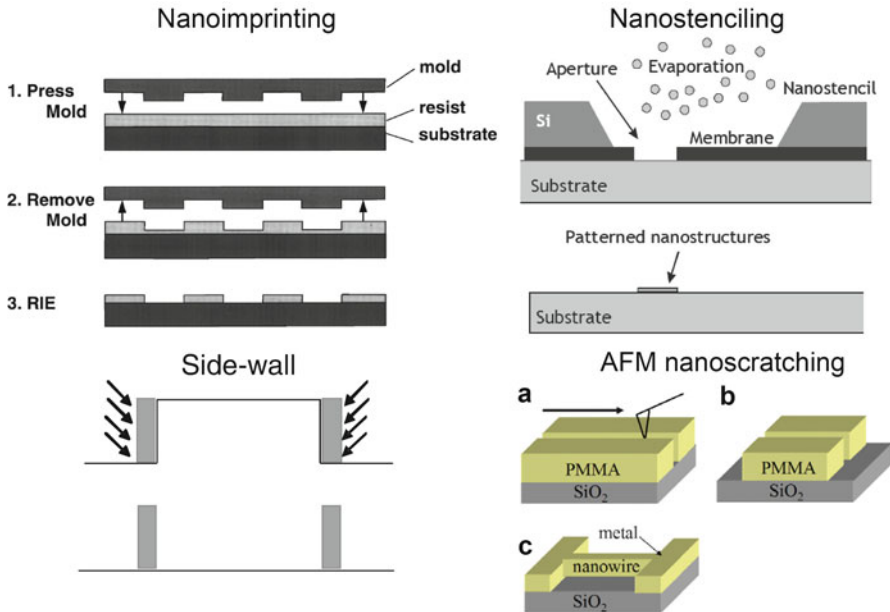 Nanoimprinting
1. Press
Mold
mold
resist
substrate
2. Remove
Mold
3. RIE
Nanostenciling
Aperture
Evaporation
Nanostencil
Si
Membrane
Substrate
Patterned nanostructures
Substrate
Side-wall
AFM nanoscratching
a
PMMA
SiO₂
b
PMMA
SiO₂
c
metal
nanowire
SiO₂